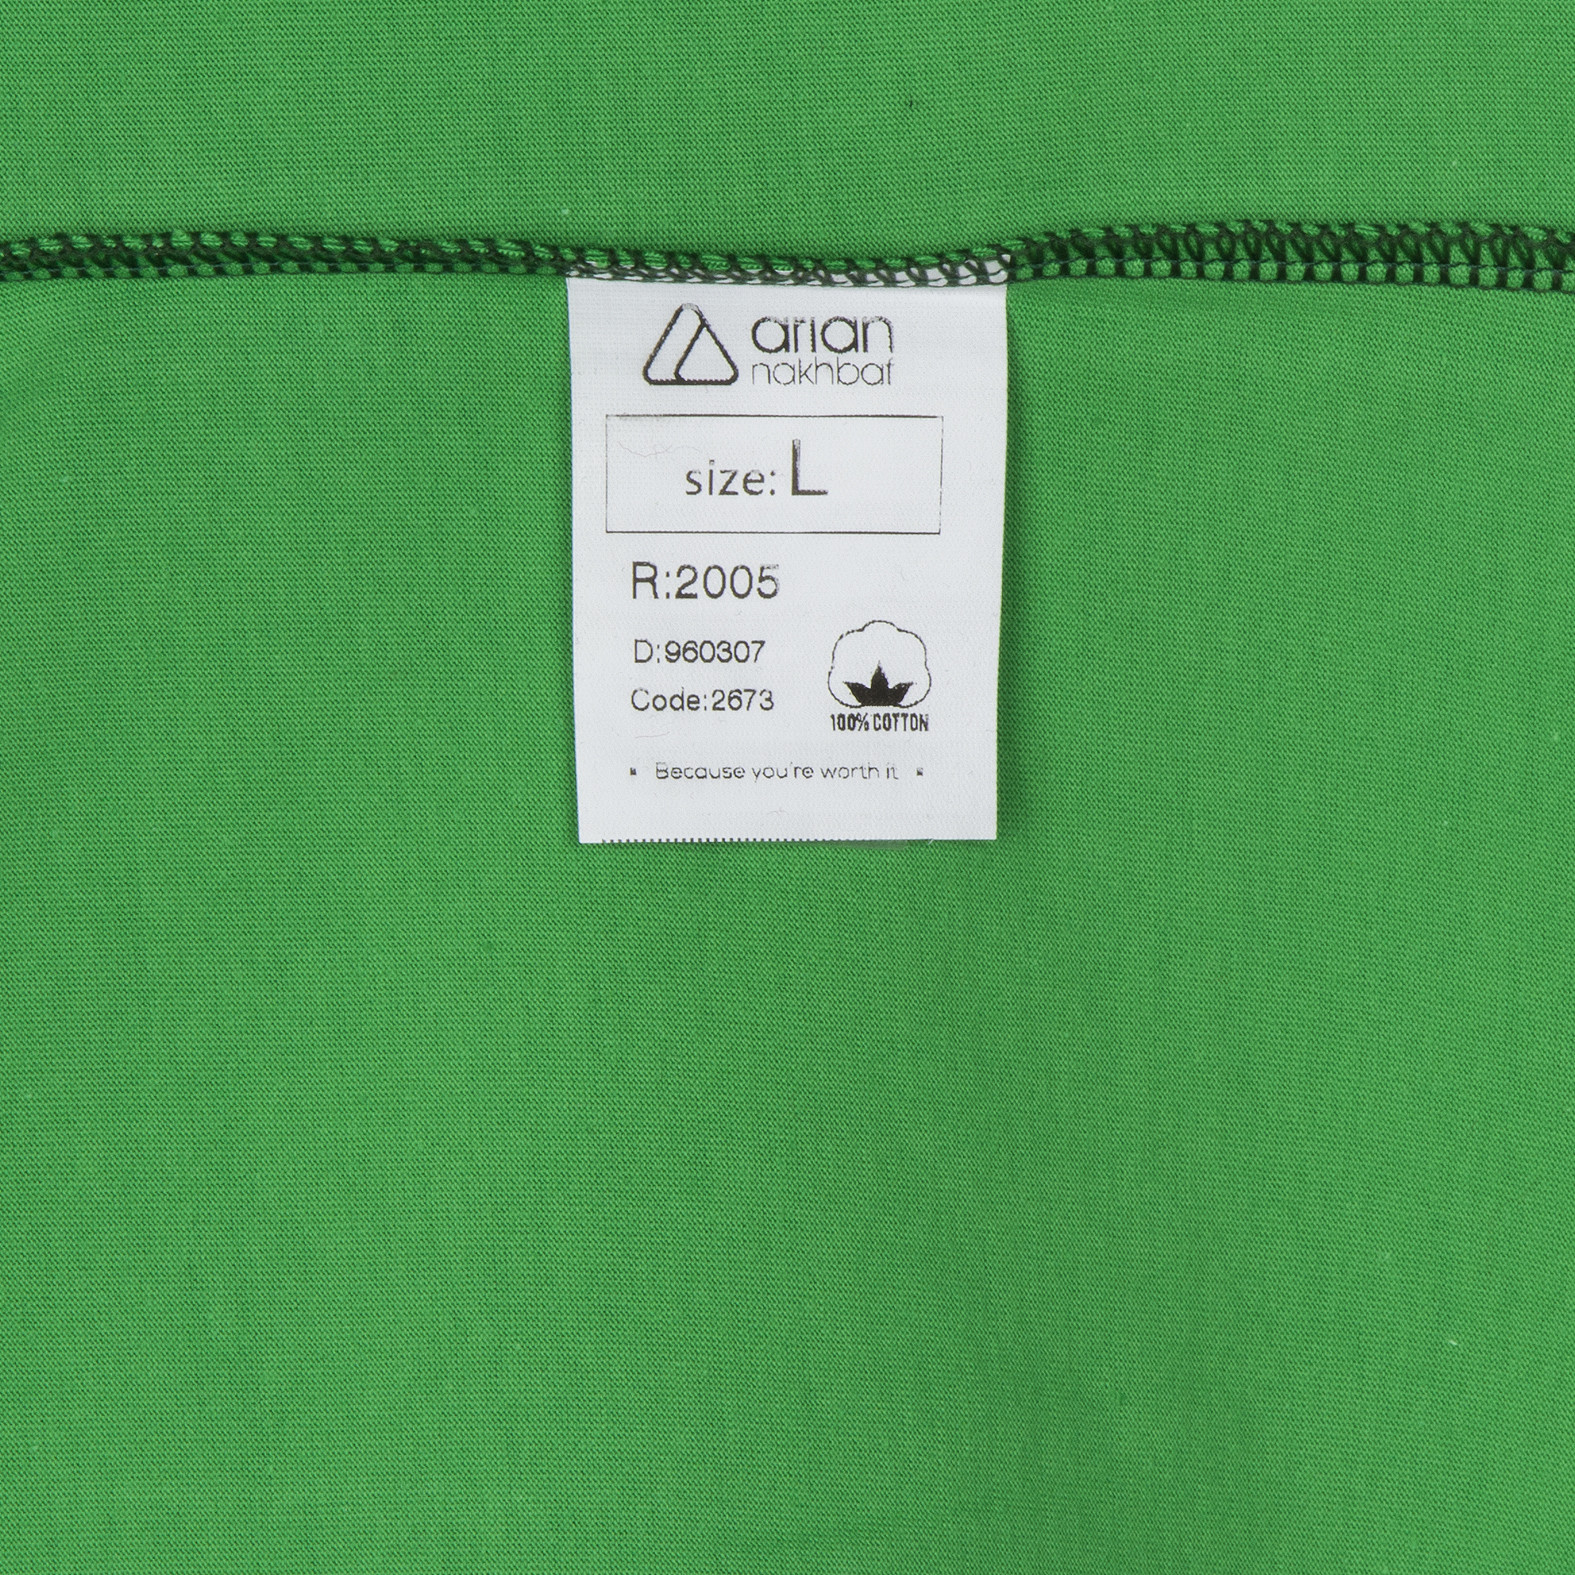 arian
nakhbaf
size: L
R:2005
D:960307
Code:2673
100% COTTON
Because you're worth it